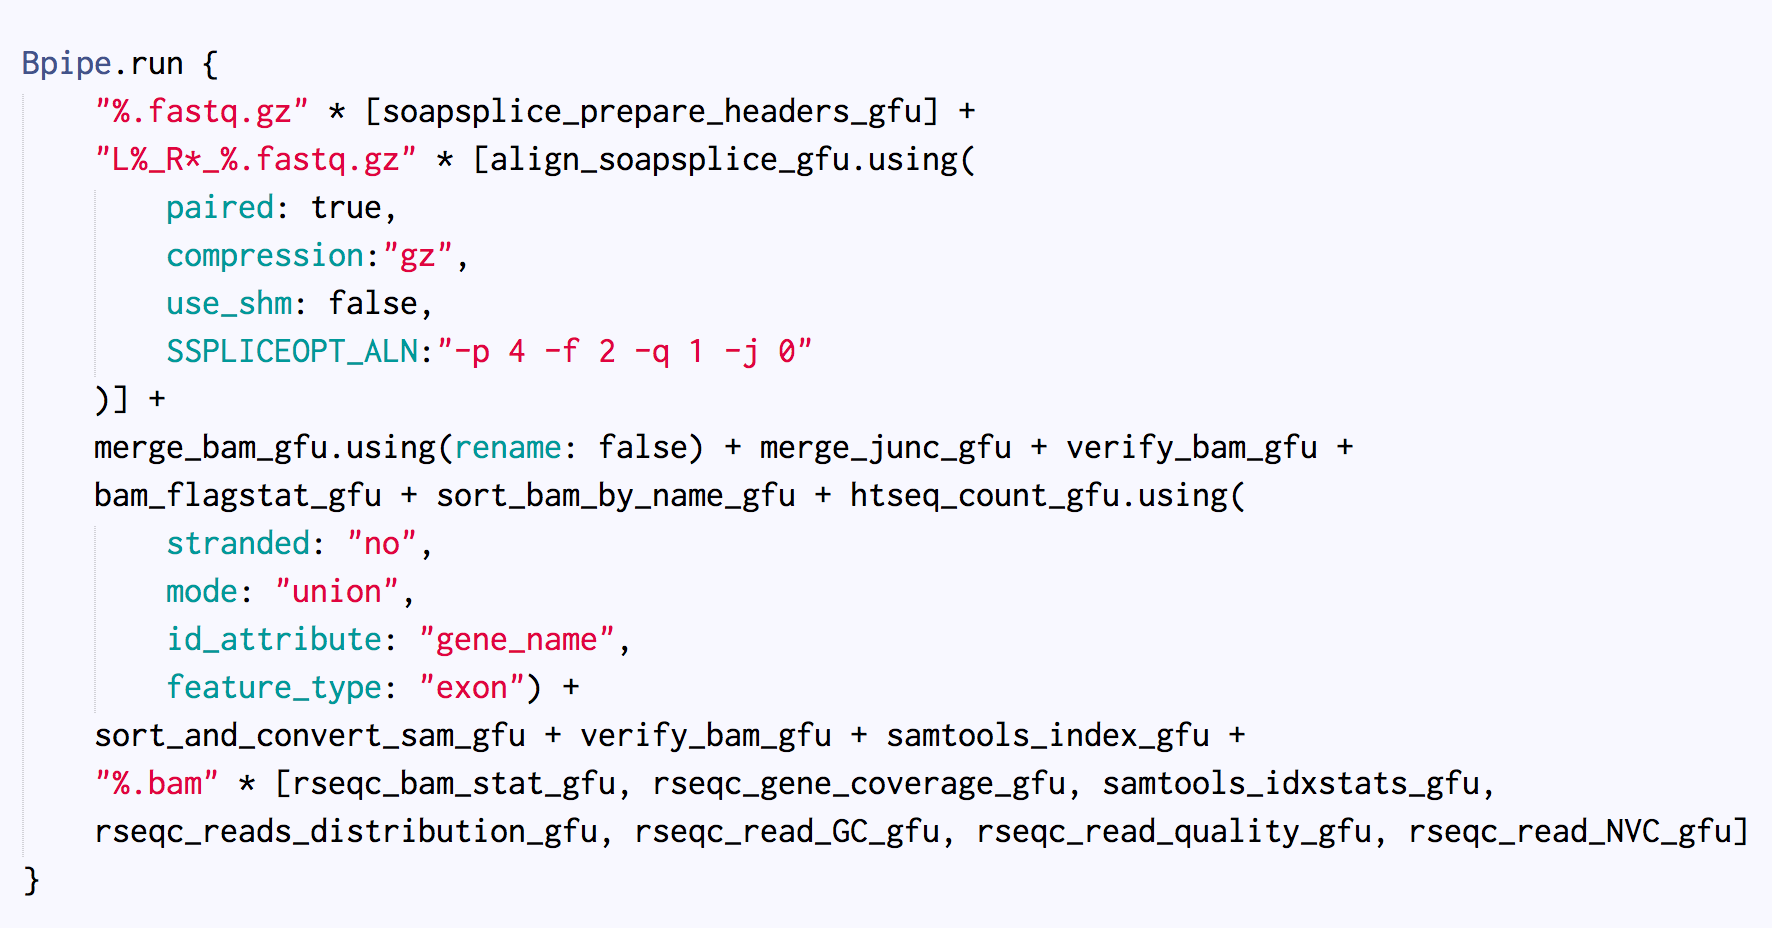 Bpipe.run {
"%.fastq.gz" * [soapsplice_prepare_headers_gfu] +
"L%_R*_%.fastq.gz" * [align_soapsplice_gfu.using(
paired: true,
compression:"gz",
use_shm: false,
SSPLICEOPT_ALN:"-p 4 -f 2 -q 1 -j 0"
)] +
merge_bam_gfu.using(rename: false) + merge_junc_gfu + verify_bam_gfu +
bam_flagstat_gfu + sort_bam_by_name_gfu + htseq_count_gfu.using(
stranded: "no",
mode: "union",
id_attribute: "gene_name",
feature_type: "exon") +
sort_and_convert_sam_gfu + verify_bam_gfu + samtools_index_gfu +
"%.bam" * [rseqc_bam_stat_gfu, rseqc_gene_coverage_gfu, samtools_idxstats_gfu,
rseqc_reads_distribution_gfu, rseqc_read_GC_gfu, rseqc_read_quality_gfu, rseqc_read_NVC_gfu]
}